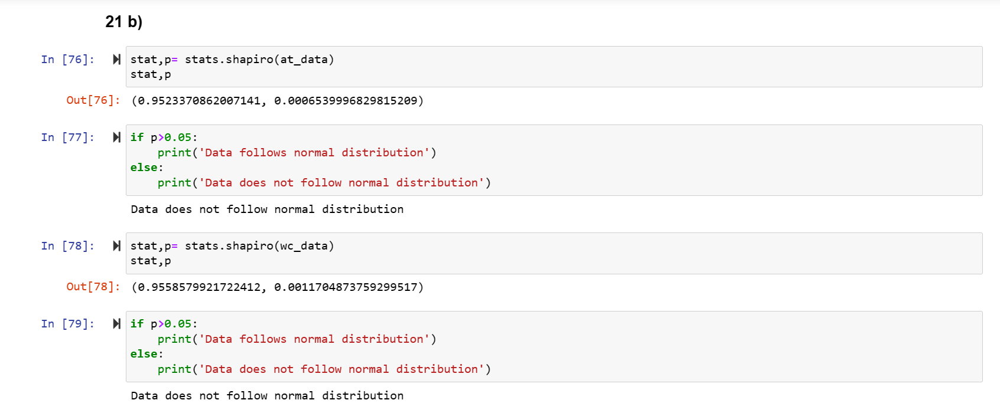 21 b)
In [76]: stat,p= stats.shapiro(at_data)
stat,p
Out[76]: (0.9523370862007141, 0.0006539996829815209)
In [77]: if p>0.05:
    print('Data follows normal distribution')
else:
    print('Data does not follow normal distribution')
Data does not follow normal distribution
In [78]: stat,p= stats.shapiro(wc_data)
stat,p
Out[78]: (0.9558579921722412, 0.0011704873759299517)
In [79]: if p>0.05:
    print('Data follows normal distribution')
else:
    print('Data does not follow normal distribution')
Data does not follow normal distribution